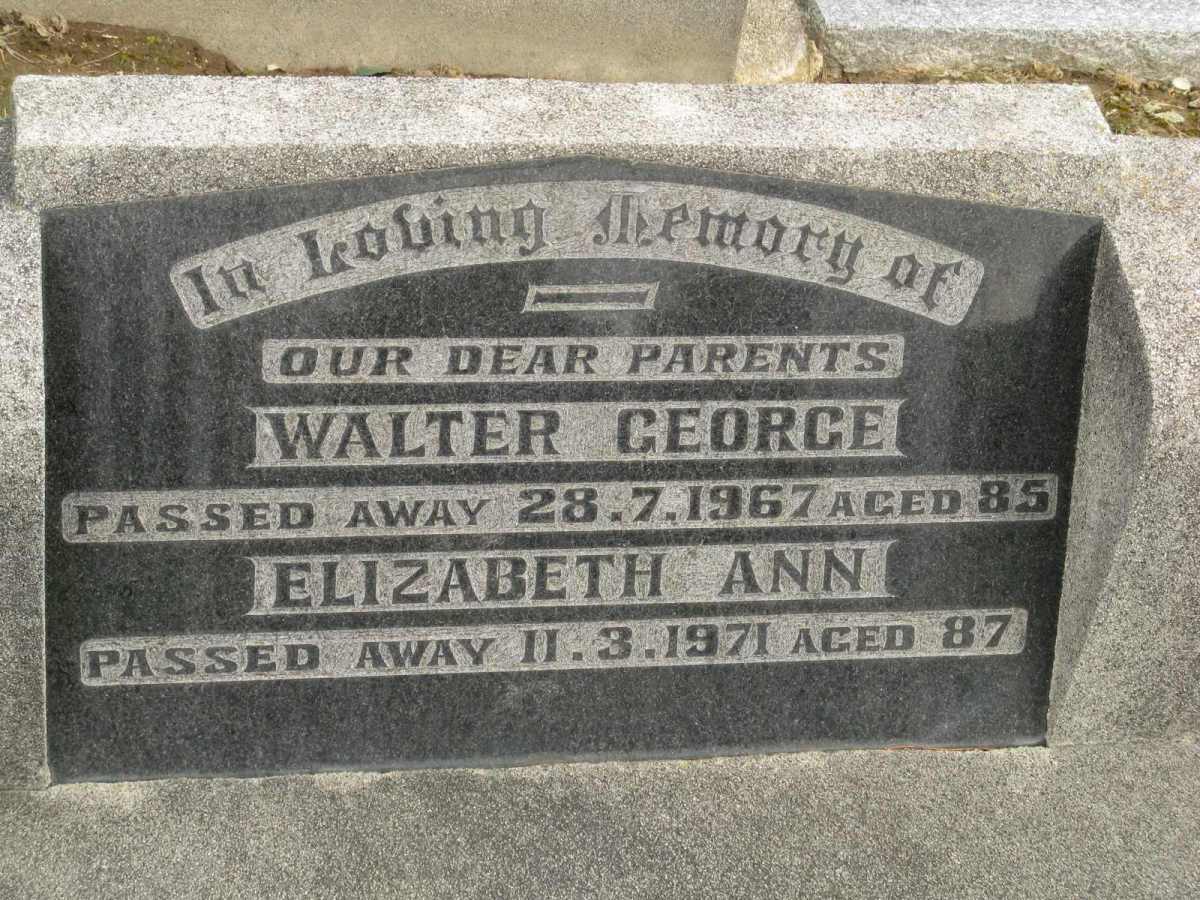 In Loving Memory of
OUR DEAR PARENTS
WALTER GEORGE
PASSED AWAY 28.7.1967 AGED 85
ELIZABETH ANN
PASSED AWAY 11.3.1971 AGED 87